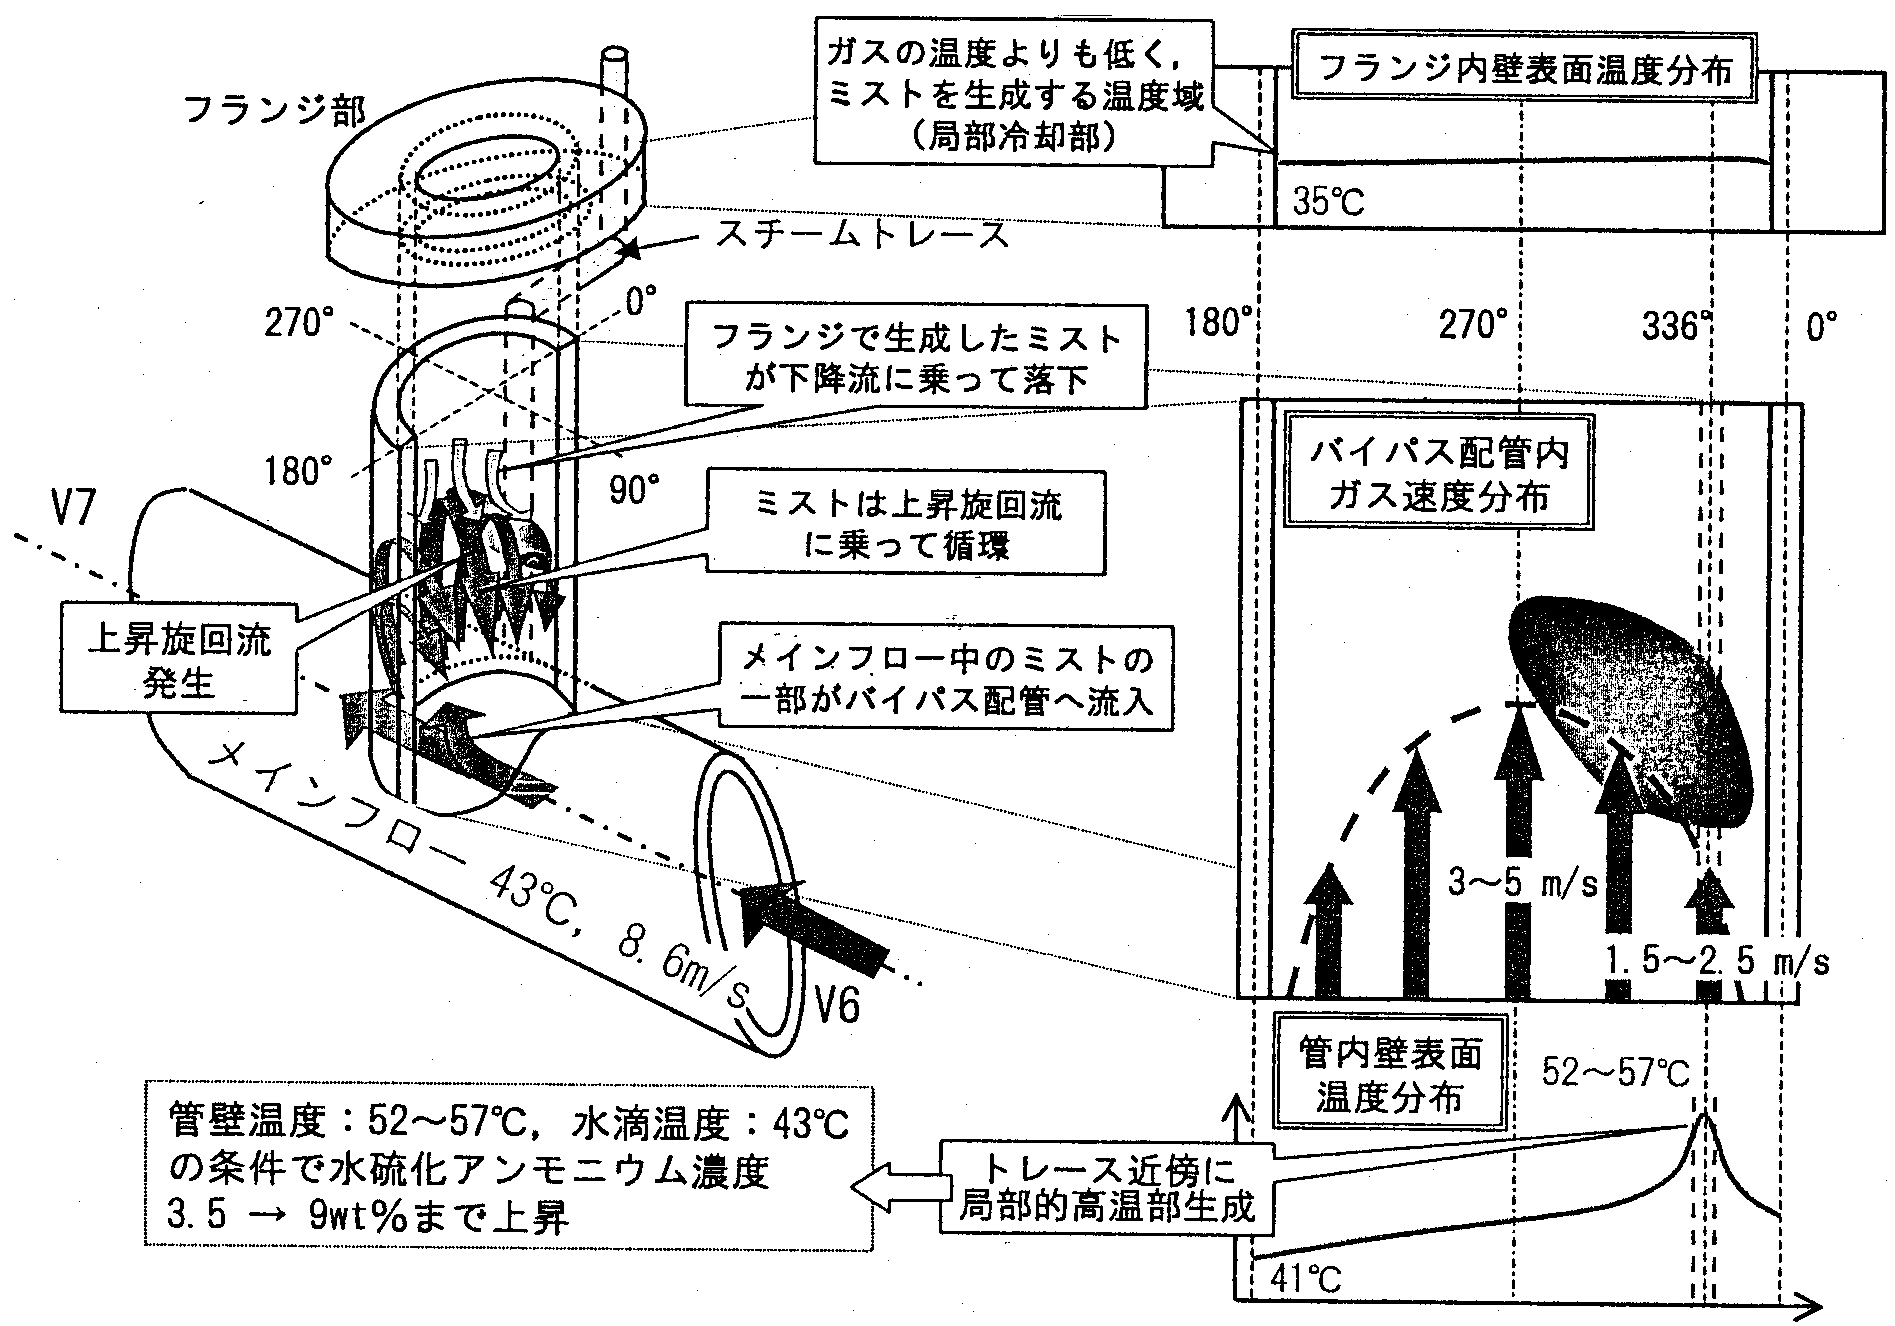 ガスの温度よりも低く,
ミストを生成する温度域
(局部冷却部)
フランジ内壁表面温度分布
35℃
フランジ部
スチームトレース
270°
0°
180°
90°
フランジで生成したミスト
が下降流に乗って落下
180°
270°
336°
0°
バイパス配管内
ガス速度分布
V7
ミストは上昇旋回流
に乗って循環
上昇旋回流
発生
メインフロー中のミストの
一部がバイパス配管へ流入
メインフロー 43℃, 8.6m/s
V6
3〜5 m/s
1.5〜2.5 m/s
管内壁表面
温度分布
52〜57℃
管壁温度:52〜57℃, 水滴温度:43℃
の条件で水硫化アンモニウム濃度
3.5 → 9wt%まで上昇
トレース近傍に
局部的高温部生成
41℃